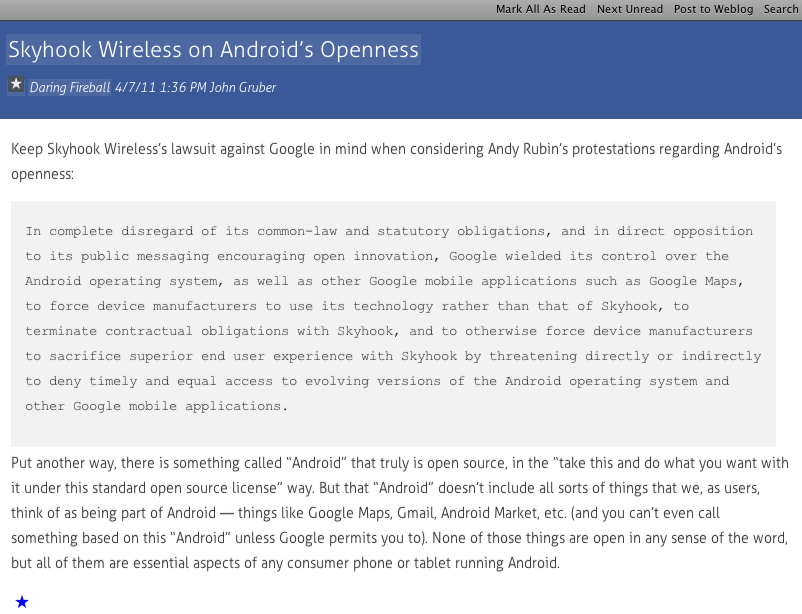 Mark All As Read Next Unread Post to Weblog Search
Skyhook Wireless on Android’s Openness
★ Daring Fireball 4/7/11 1:36 PM John Gruber
Keep Skyhook Wireless’s lawsuit against Google in mind when considering Andy Rubin’s protestations regarding Android’s
openness:
In complete disregard of its common-law and statutory obligations, and in direct opposition
to its public messaging encouraging open innovation, Google wielded its control over the
Android operating system, as well as other Google mobile applications such as Google Maps,
to force device manufacturers to use its technology rather than that of Skyhook, to
terminate contractual obligations with Skyhook, and to otherwise force device manufacturers
to sacrifice superior end user experience with Skyhook by threatening directly or indirectly
to deny timely and equal access to evolving versions of the Android operating system and
other Google mobile applications.
Put another way, there is something called “Android” that truly is open source, in the “take this and do what you want with
it under this standard open source license” way. But that “Android” doesn’t include all sorts of things that we, as users,
think of as being part of Android — things like Google Maps, Gmail, Android Market, etc. (and you can’t even call
something based on this “Android” unless Google permits you to). None of those things are open in any sense of the word,
but all of them are essential aspects of any consumer phone or tablet running Android.
★